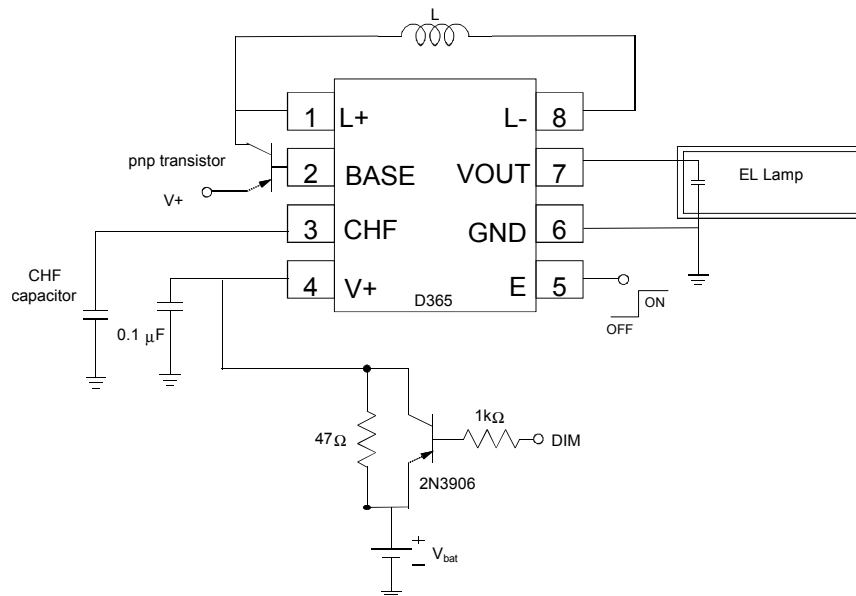 L
1 L+
L- 8
pnp transistor
2 BASE
VOUT 7
EL Lamp
V+
3 CHF
GND 6
CHF
capacitor
4 V+
E 5
D365
0.1 μF
ON
OFF
47Ω
1kΩ
DIM
2N3906
+
Vbat
–